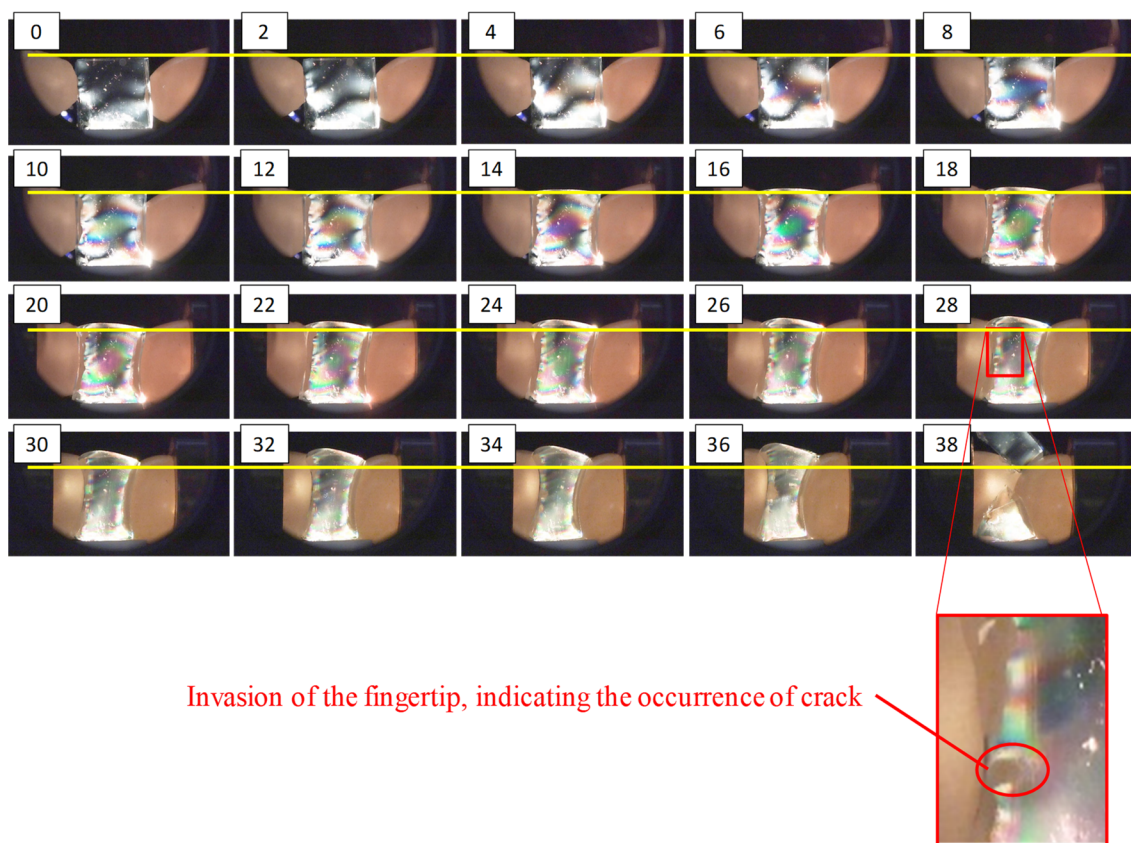 0 2 4 6 8
10 12 14 16 18
20 22 24 26 28
30 32 34 36 38
Invasion of the fingertip, indicating the occurrence of crack